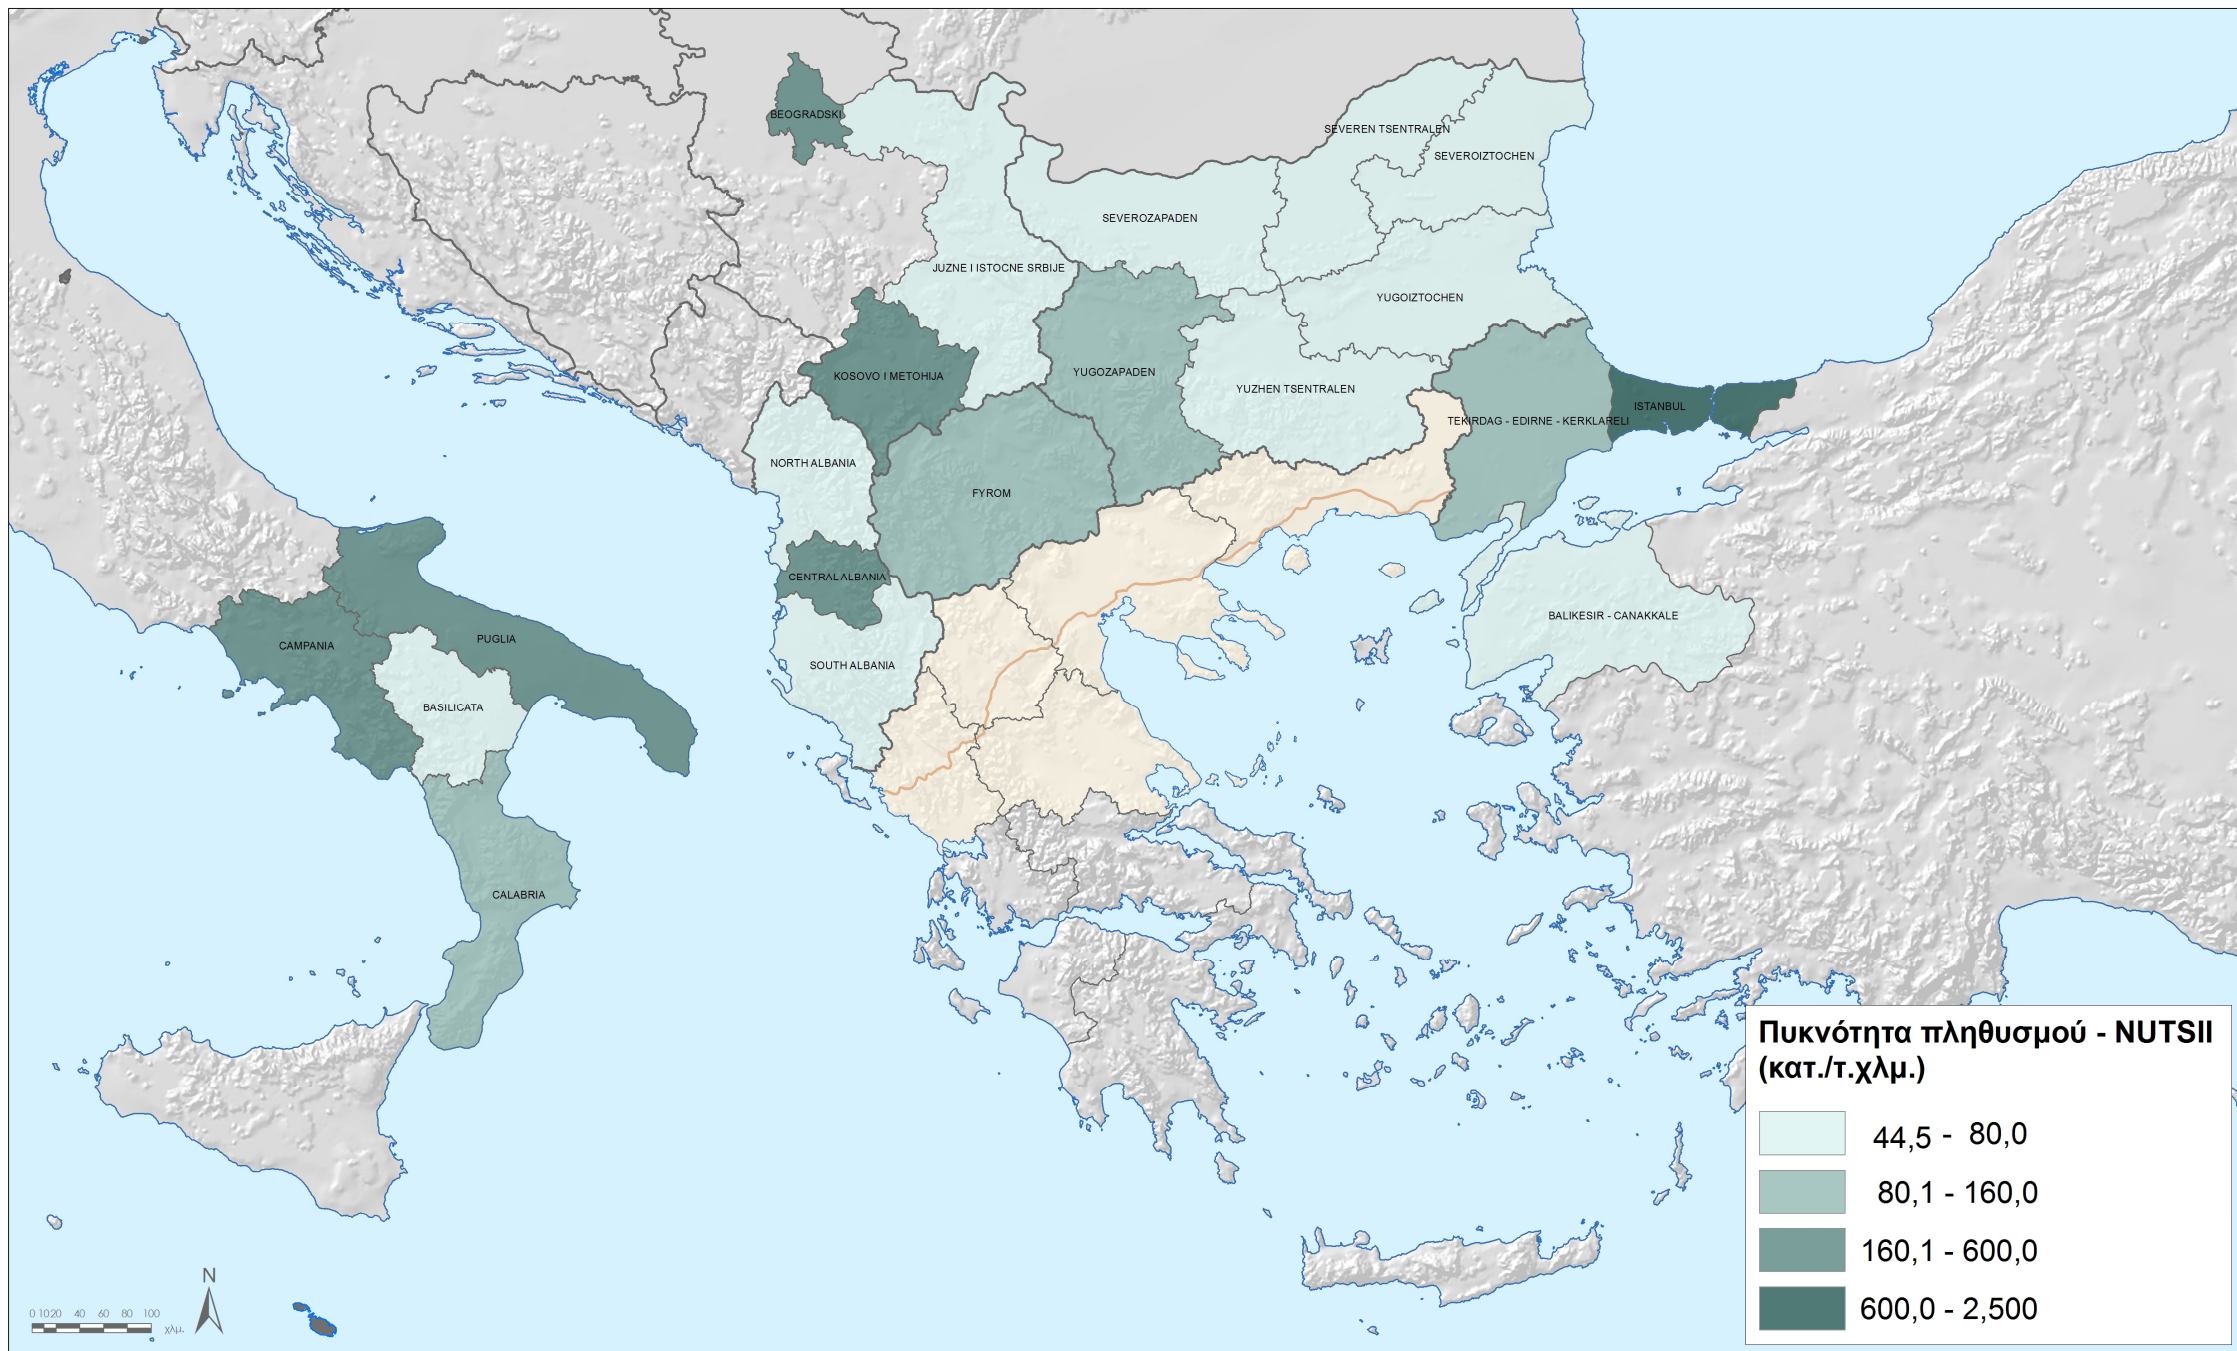 BEOGRADSKI
SEVEREN TSENTRALEN
SEVEROIZTOCHEN
SEVEROZAPADEN
JUZNE I ISTOCNE SRBIJE
YUGOIZTOCHEN
KOSOVO I METOHIJA
YUGOZAPADEN
YUZHEN TSENTRALEN
ISTANBUL
TEKIRDAG - EDIRNE - KERKLARELI
NORTH ALBANIA
FYROM
CENTRAL ALBANIA
BALIKESIR - CANAKKALE
PUGLIA
CAMPANIA
SOUTH ALBANIA
BASILICATA
CALABRIA
Πυκνότητα πληθυσμού - NUTSII
(κατ./τ.χλμ.)
44,5 - 80,0
80,1 - 160,0
160,1 - 600,0
600,0 - 2,500
N
0 10 20 40 60 80 100
χλμ.